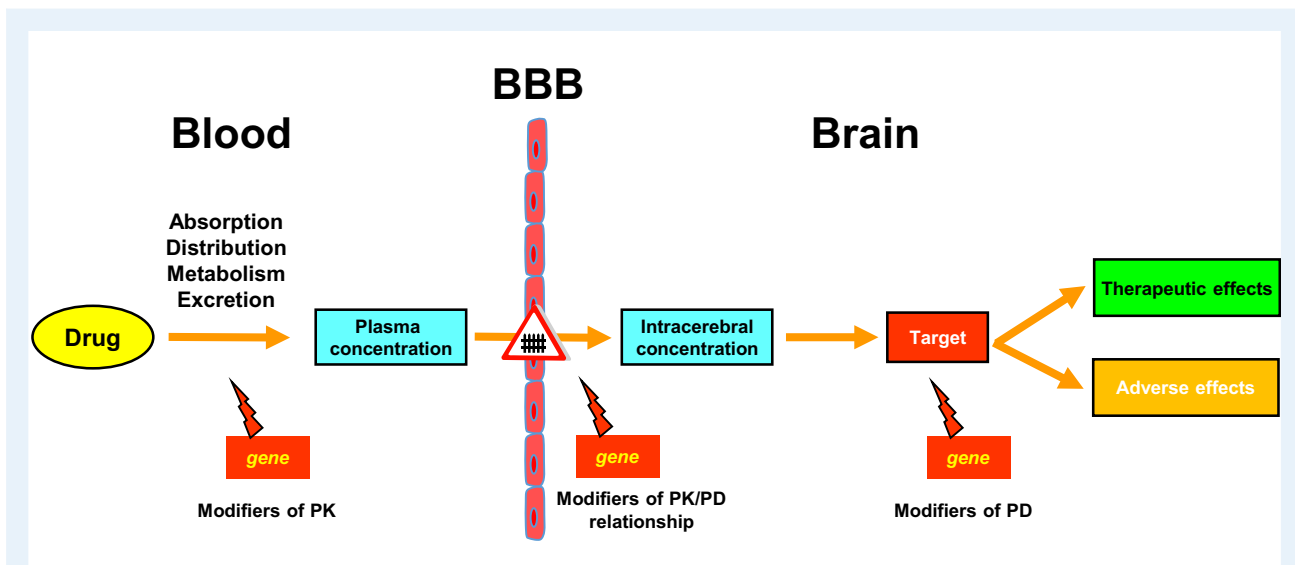 BBB
Blood
Brain
Absorption
Distribution
Metabolism
Excretion
Drug
Plasma
concentration
Intracerebral
concentration
Target
Therapeutic effects
Adverse effects
gene
Modifiers of PK
gene
Modifiers of PK/PD
relationship
gene
Modifiers of PD